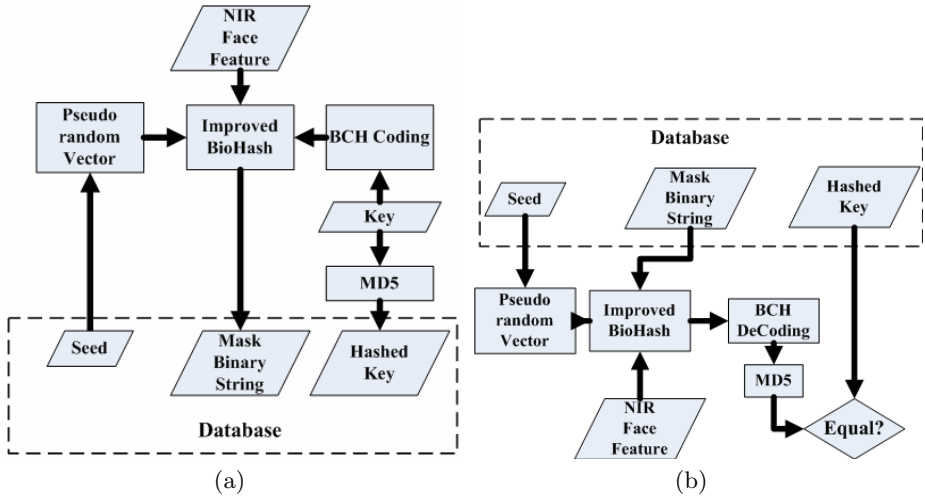 NIR
Face
Feature
Pseudo
random
Vector
Improved
BioHash
BCH Coding
Key
MD5
Seed
Mask
Binary
String
Hashed
Key
Database
(a)
Database
Seed
Mask
Binary
String
Hashed
Key
Pseudo
random
Vector
Improved
BioHash
BCH
DeCoding
MD5
NIR
Face
Feature
Equal?
(b)